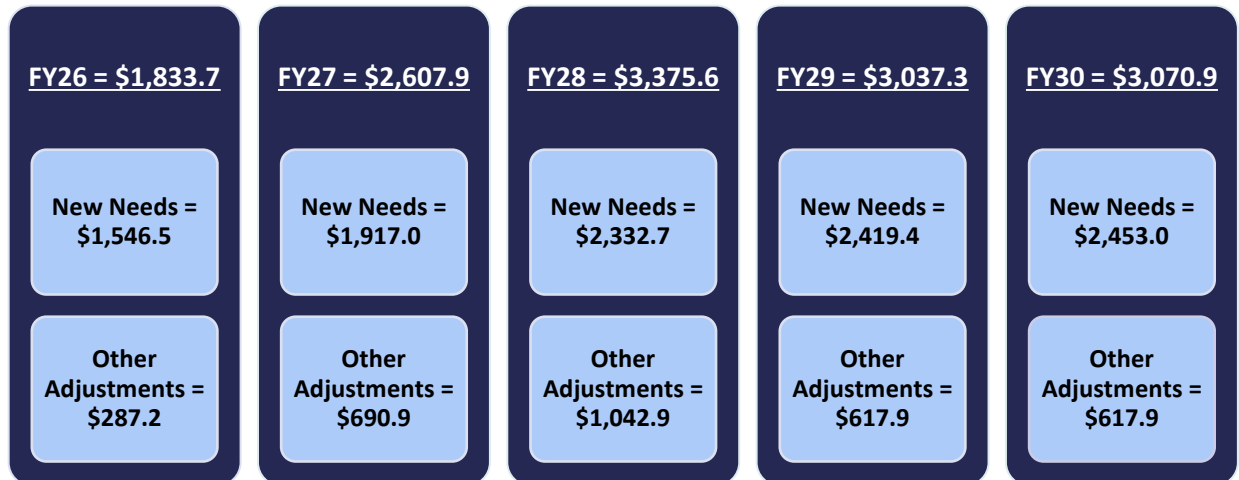 FY26 = $1,833.7
New Needs =
$1,546.5
Other
Adjustments =
$287.2
FY27 = $2,607.9
New Needs =
$1,917.0
Other
Adjustments =
$690.9
FY28 = $3,375.6
New Needs =
$2,332.7
Other
Adjustments =
$1,042.9
FY29 = $3,037.3
New Needs =
$2,419.4
Other
Adjustments =
$617.9
FY30 = $3,070.9
New Needs =
$2,453.0
Other
Adjustments =
$617.9